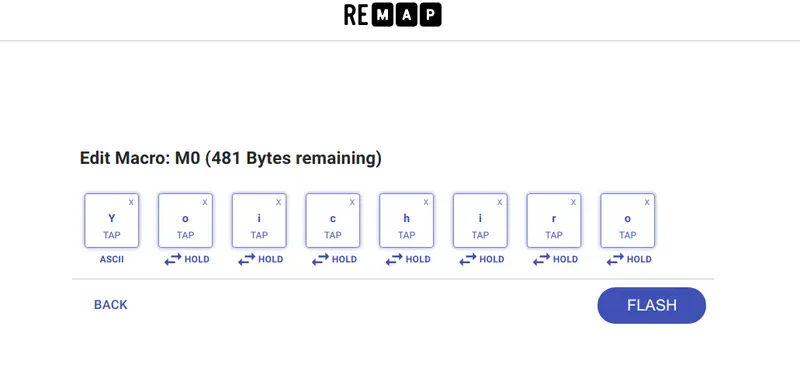 REMAP
Edit Macro: M0 (481 Bytes remaining)
X X X X X X X X
Y o i c h i r o
TAP TAP TAP TAP TAP TAP TAP TAP
ASCII HOLD HOLD HOLD HOLD HOLD HOLD HOLD
BACK FLASH